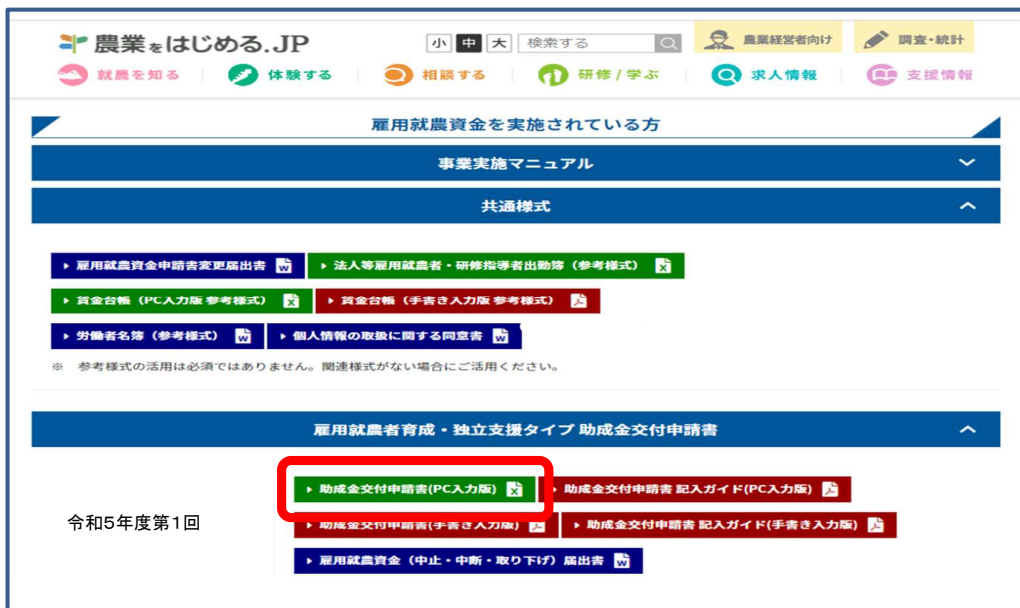 農業をはじめる.JP 小 中 大 検索する 農業経営者向け 調査・統計
就農を知る 体験する 相談する 研修/学ぶ 求人情報 支援情報
雇用就農資金を実施されている方
事業実施マニュアル
共通様式
雇用就農資金申請書変更届出書 法人等雇用就農者・研修指導者出勤簿（参考様式）
賃金台帳（PC入力版 参考様式） 賃金台帳（手書き入力版 参考様式）
労働者名簿（参考様式） 個人情報の取扱に関する同意書
※ 参考様式の活用は必須ではありません。関連様式がない場合にご活用ください。
雇用就農者育成・独立支援タイプ 助成金交付申請書
助成金交付申請書(PC入力版) 助成金交付申請書 記入ガイド(PC入力版)
令和5年度第1回
助成金交付申請書(手書き入力版) 助成金交付申請書 記入ガイド(手書き入力版)
雇用就農資金（中止・中断・取り下げ）届出書